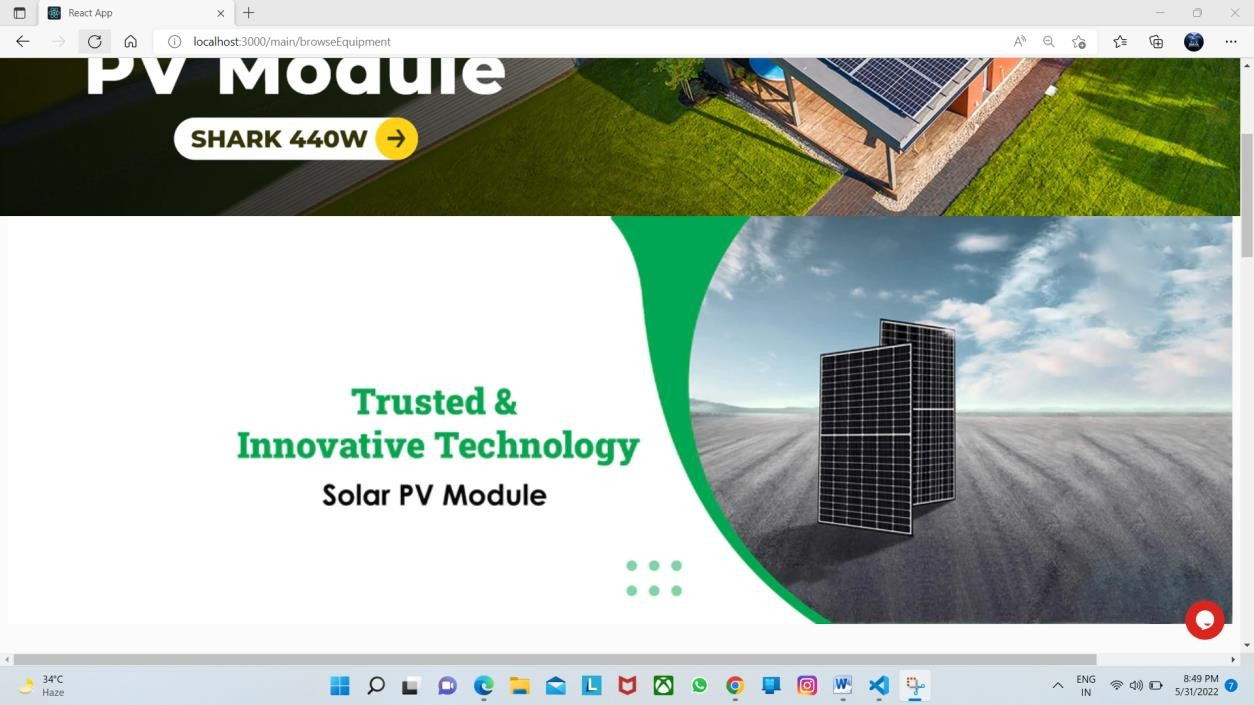 React App
localhost:3000/main/browseEquipment
PV Module
SHARK 440W
Trusted &
Innovative Technology
Solar PV Module
34°C
Haze
L
W
ENG
IN
8:49 PM
5/31/2022
7